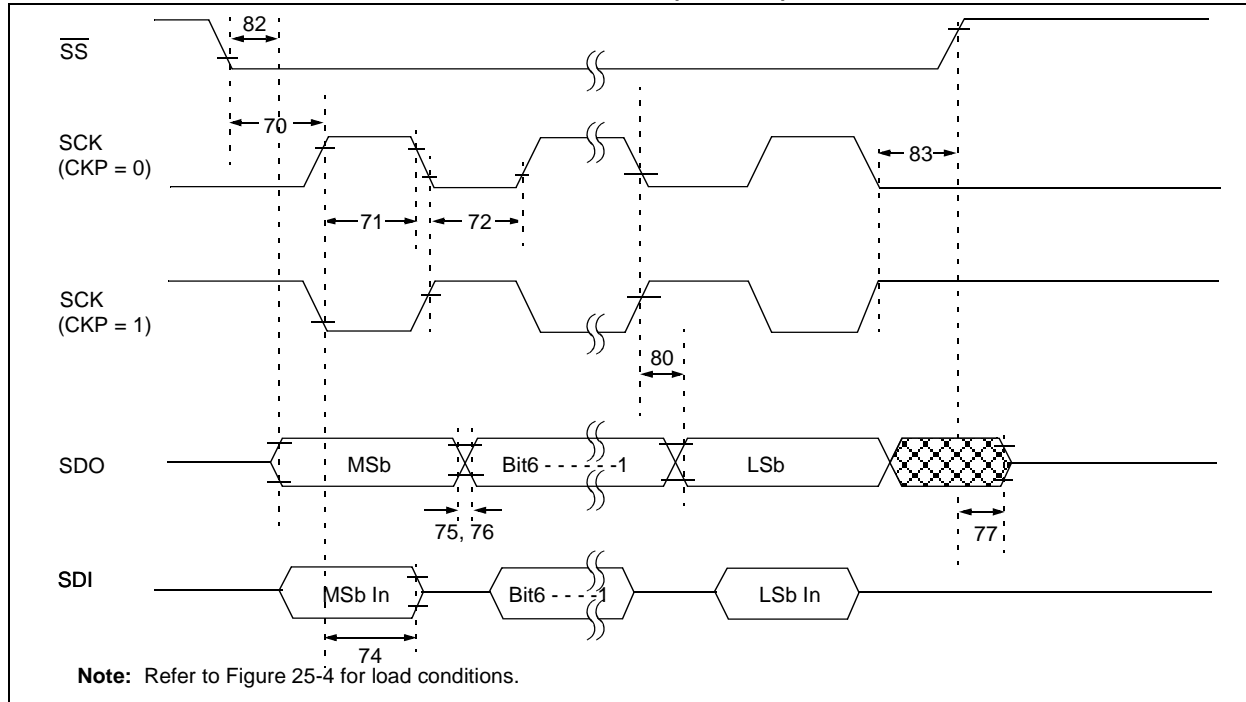 82
SS
70
SCK
(CKP = 0)
83
71
72
SCK
(CKP = 1)
80
SDO
MSb
Bit6 - - - - - -1
LSb
75, 76
77
SDI
MSb In
Bit6 - - - -1
LSb In
74
Note: Refer to Figure 25-4 for load conditions.